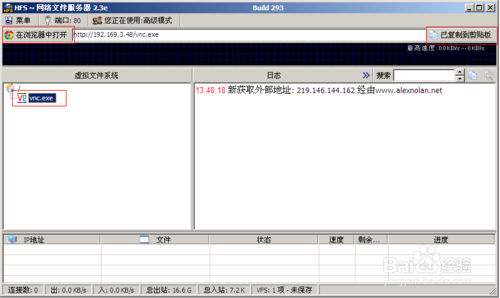 HFS ~ 网络文件服务器 2.3e Build 293
菜单 端口: 80 您正在使用:高级模式
在浏览器中打开 http://192.169.3.48/vnc.exe 已复制到剪贴板
最高速度: 0.0 KB/s --- 0 KB/s
虚拟文件系统 日志 搜索
/
vnc.exe
13:48:18 新获取外部地址: 219.146.144.162 经由www.alexnolan.net
IP地址 文件 状态 速度 剩余... 进度
连接数: 0 出: 0.0 KB/s 入: 0.0 KB/s 总出站: 16.6 G 总入站: 7.2 K VFS: 1 项 - 未保存
Baidu 经验
jingyan.baidu.com